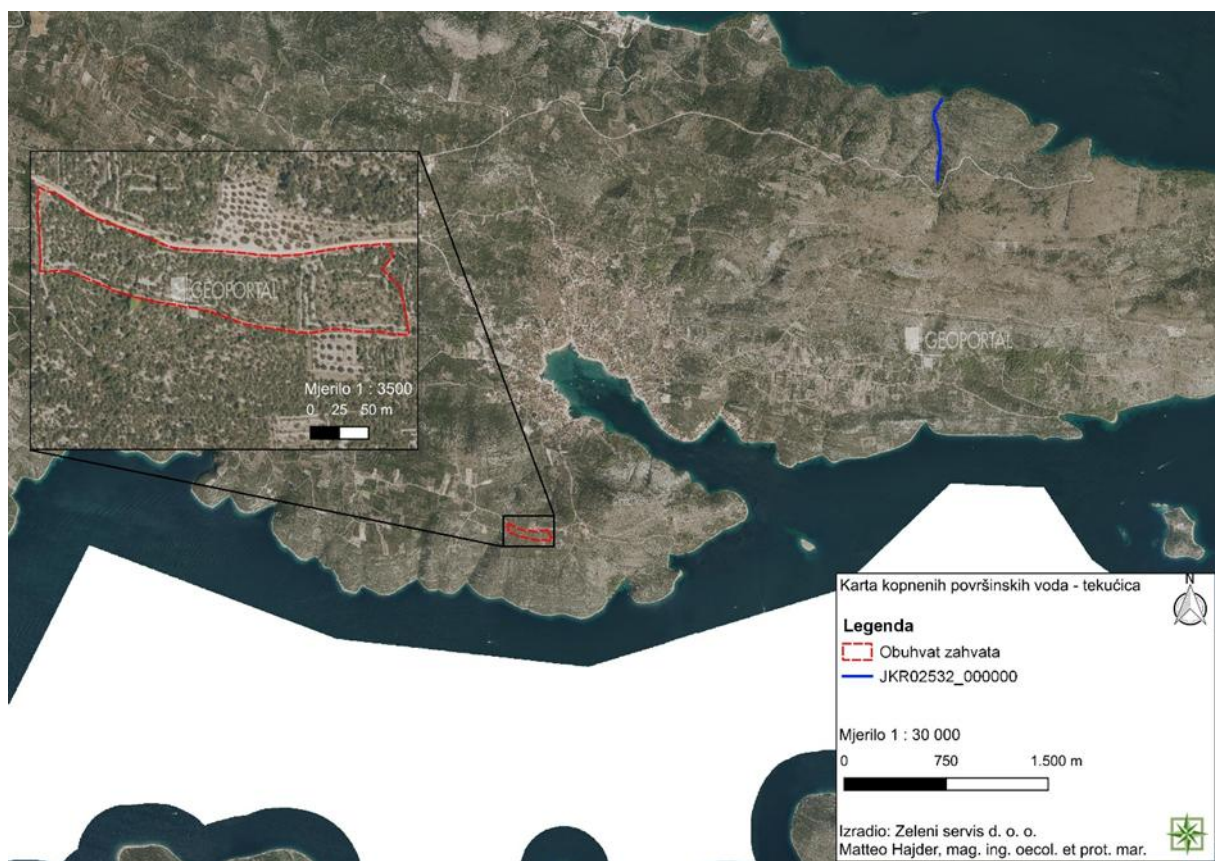 GEOPORTAL
Mjerilo 1 : 3500
0 25 50 m
GEOPORTAL
Karta kopnenih površinskih voda - tekućica
N
Legenda
Obuhvat zahvata
JKR02532_000000
Mjerilo 1 : 30 000
0 750 1.500 m
Izradio: Zeleni servis d. o. o.
Matteo Hajder, mag. ing. oecol. et prot. mar.